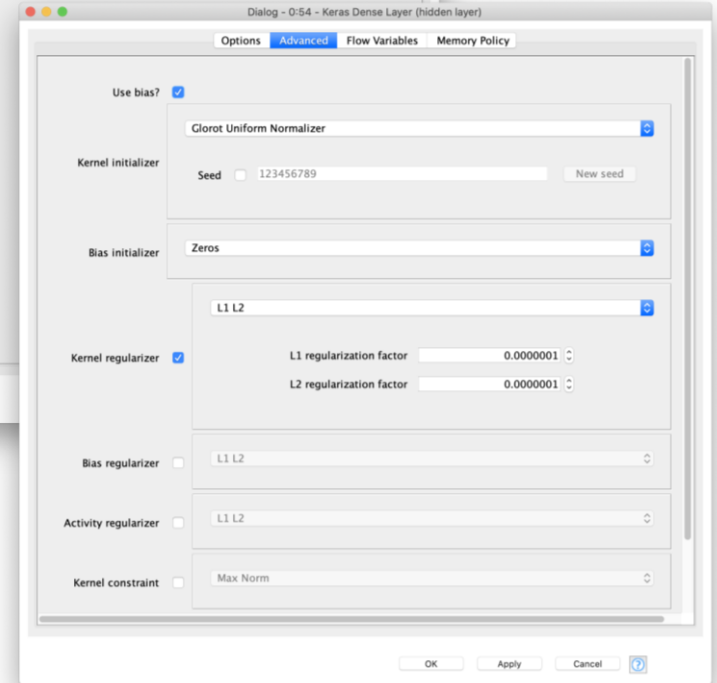 Dialog - 0:54 - Keras Dense Layer (hidden layer)
Options Advanced Flow Variables Memory Policy
Use bias?
Glorot Uniform Normalizer
Kernel initializer
Seed 123456789 New seed
Bias initializer Zeros
L1 L2
Kernel regularizer L1 regularization factor 0.0000001
L2 regularization factor 0.0000001
Bias regularizer L1 L2
Activity regularizer L1 L2
Kernel constraint Max Norm
OK Apply Cancel ?